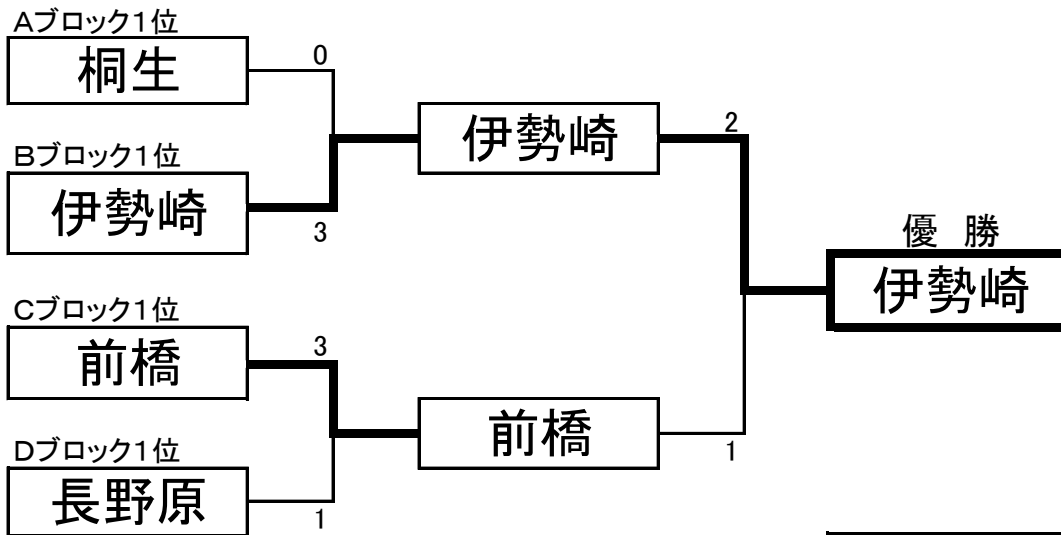 Aブロック1位
桐生
0
Bブロック1位
伊勢崎
3
伊勢崎
2
Cブロック1位
前橋
3
Dブロック1位
長野原
1
前橋
1
優 勝
伊勢崎